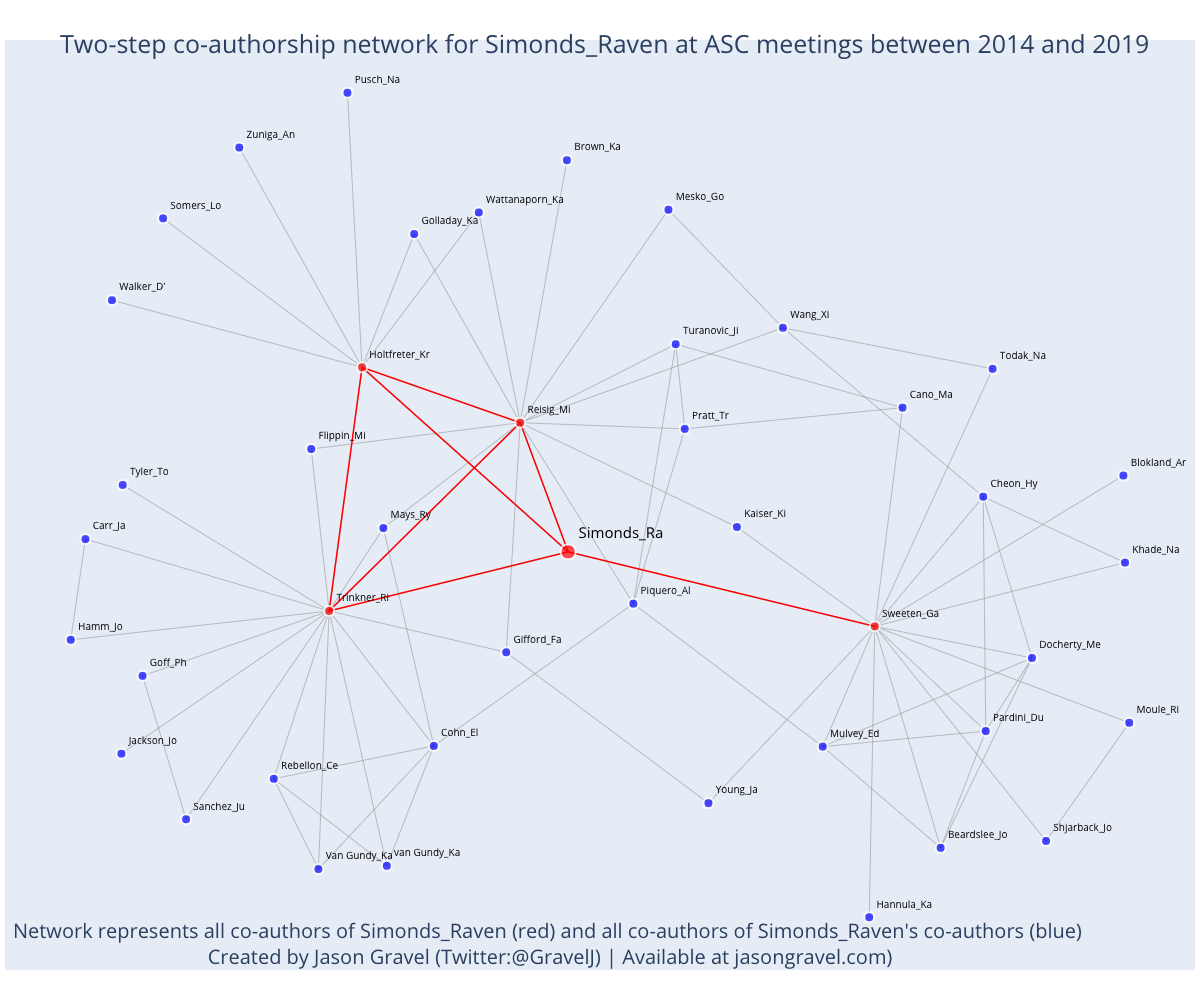 Two-step co-authorship network for Simonds_Raven at ASC meetings between 2014 and 2019
Pusch_Na
Zuniga_An
Brown_Ka
Mesko_Go
Wattanaporn_Ka
Somers_Lo
Golladay_Ka
Walker_D'
Wang_Xi
Turanovic_Ji
Holtfreter_Kr
Todak_Na
Cano_Ma
Reisig_Mi
Pratt_Tr
Flippin_Mi
Blokland_Ar
Tyler_To
Cheon_Hy
Mays_Ry
Kaiser_Ki
Carr_Ja
Simonds_Ra
Khade_Na
Piquero_Al
Trinkner_Ri
Sweeten_Ga
Hamm_Jo
Gifford_Fa
Docherty_Me
Goff_Ph
Moule_Ri
Pardini_Du
Cohn_El
Mulvey_Ed
Jackson_Jo
Rebellon_Ce
Young_Ja
Sanchez_Ju
Shjarback_Jo
Beardslee_Jo
van Gundy_Ka
Van Gundy_Ka
Hannula_Ka
Network represents all co-authors of Simonds_Raven (red) and all co-authors of Simonds_Raven's co-authors (blue)
Created by Jason Gravel (Twitter:@GravelJ) | Available at jasongravel.com)